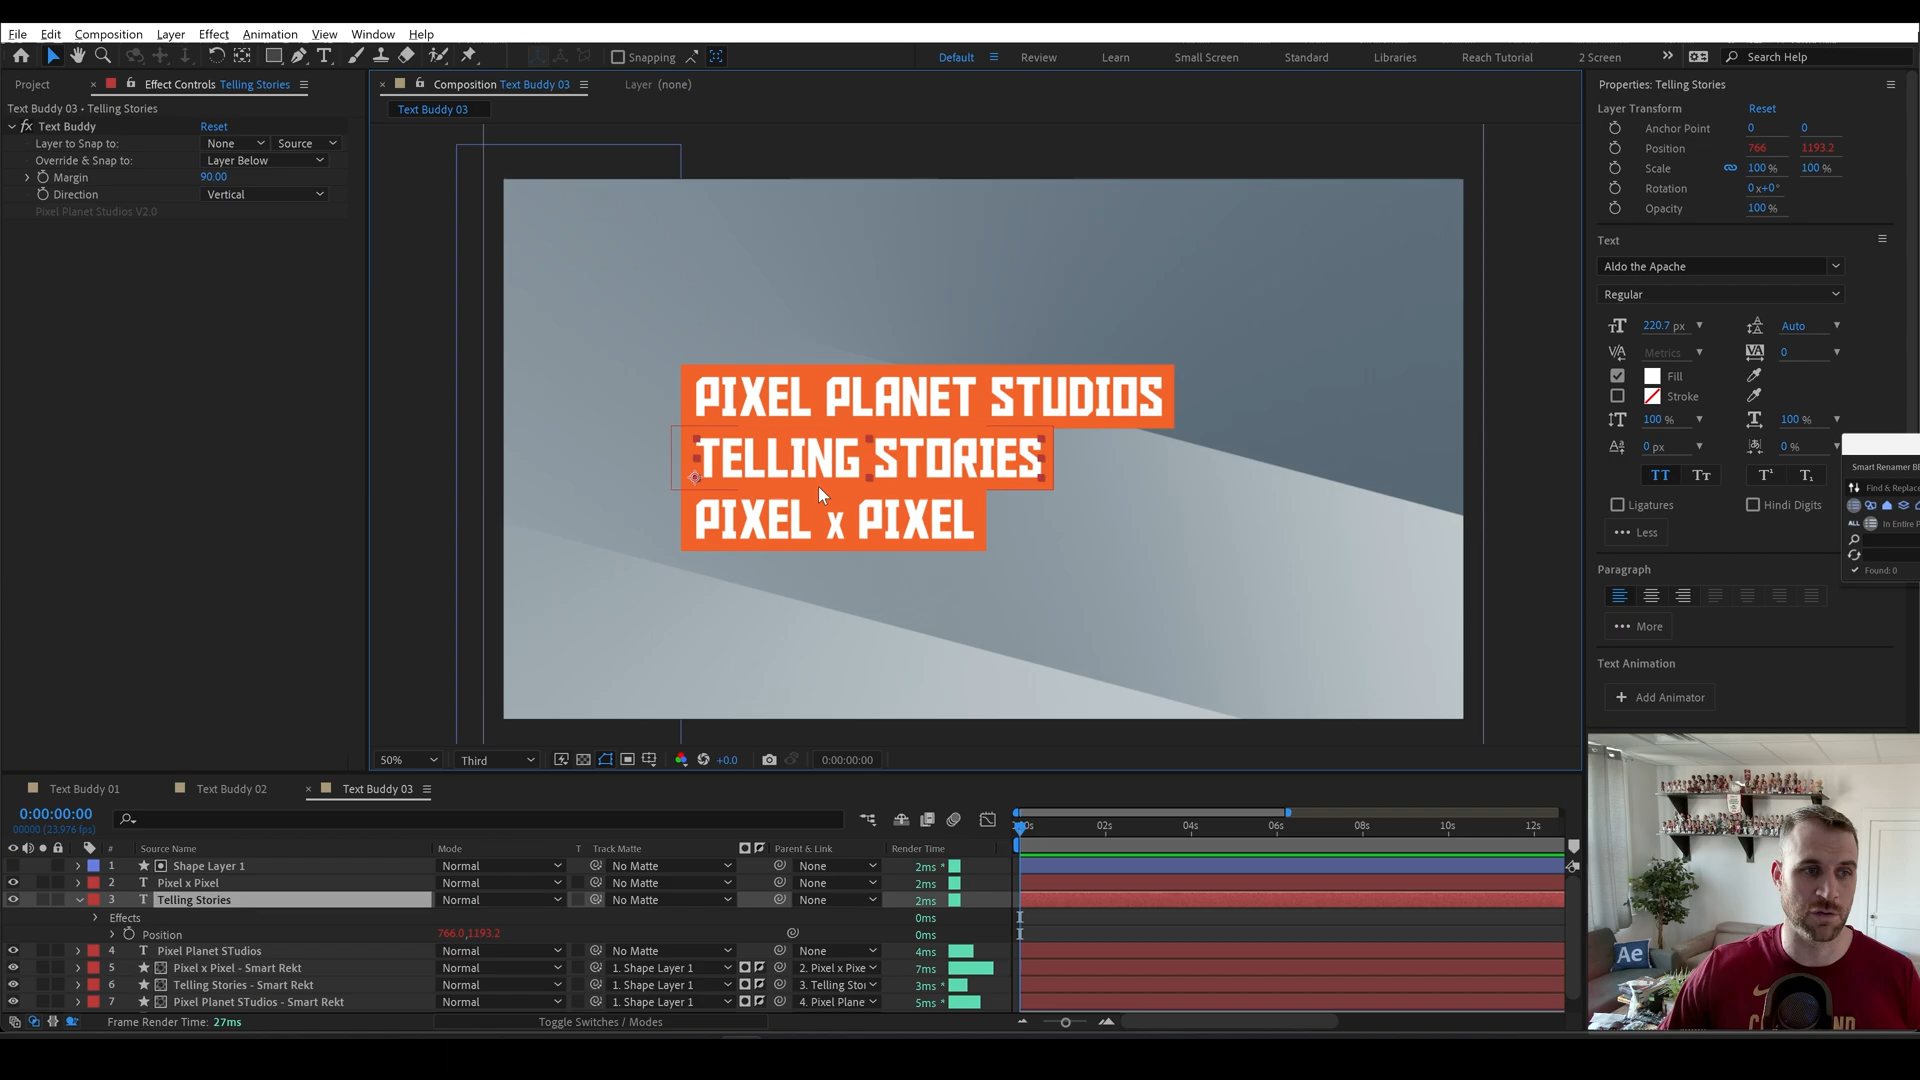 File Edit Composition Layer Effect Animation View Window Help
Snapping Default Review Learn Small Screen Standard Libraries Reach Tutorial 2 Screen Search Help
Project Effect Controls Telling Stories
Composition Text Buddy 03 Layer (none)
Properties: Telling Stories
Text Buddy 03 • Telling Stories
Text Buddy 03
Layer Transform Reset
fx Text Buddy Reset
Anchor Point 0 0
Layer to Snap to: None Source
Position 766 1193.2
Override & Snap to: Layer Below
Scale 100 % 100 %
Margin 90.00
Rotation 0x+0°
Direction Vertical
Opacity 100 %
Pixel Planet Studios V2.0
Text
Aldo the Apache
Regular
220.7 px Auto
Metrics 0
Fill
Stroke
100 % 100 %
0 px 0 %
TT Tт T¹ T₁
Ligatures Hindi Digits
Less
Paragraph
More
Text Animation
Add Animator
Smart Renamer
Find & Replace
ALL In Entire
Found: 0
PIXEL PLANET STUDIOS
TELLING STORIES
PIXEL x PIXEL
50% Third +0.0 0:00:00:00
Text Buddy 01 Text Buddy 02 Text Buddy 03
0:00:00:00
00000 (23.976 fps)
02s 04s 06s 08s 10s 12s
# Source Name Mode T Track Matte Parent & Link Render Time
1 Shape Layer 1 Normal No Matte None 2ms *
2 T Pixel x Pixel Normal No Matte None 2ms
3 T Telling Stories Normal No Matte None 2ms
Effects 0ms
Position 766.0,1193.2 0ms
4 T Pixel Planet STudios Normal No Matte None 4ms
5 Pixel x Pixel - Smart Rekt Normal 1. Shape Layer 1 2. Pixel x Pixe 7ms
6 Telling Stories - Smart Rekt Normal 1. Shape Layer 1 3. Telling Stor 3ms *
7 Pixel Planet STudios - Smart Rekt Normal 1. Shape Layer 1 4. Pixel Plane 5ms *
Frame Render Time: 27ms Toggle Switches / Modes
Ae